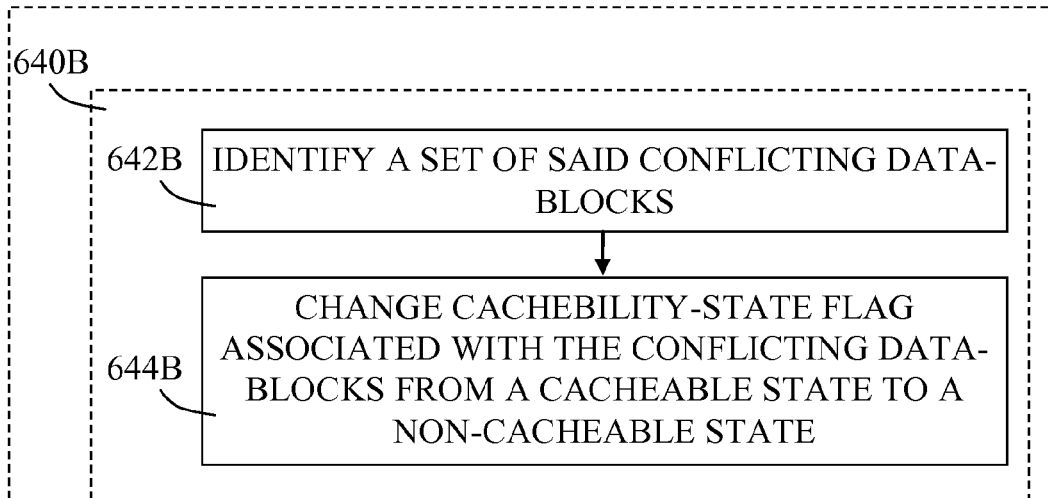 640B
642B
IDENTIFY A SET OF SAID CONFLICTING DATA-
BLOCKS
644B
CHANGE CACHEBILITY-STATE FLAG
ASSOCIATED WITH THE CONFLICTING DATA-
BLOCKS FROM A CACHEABLE STATE TO A
NON-CACHEABLE STATE